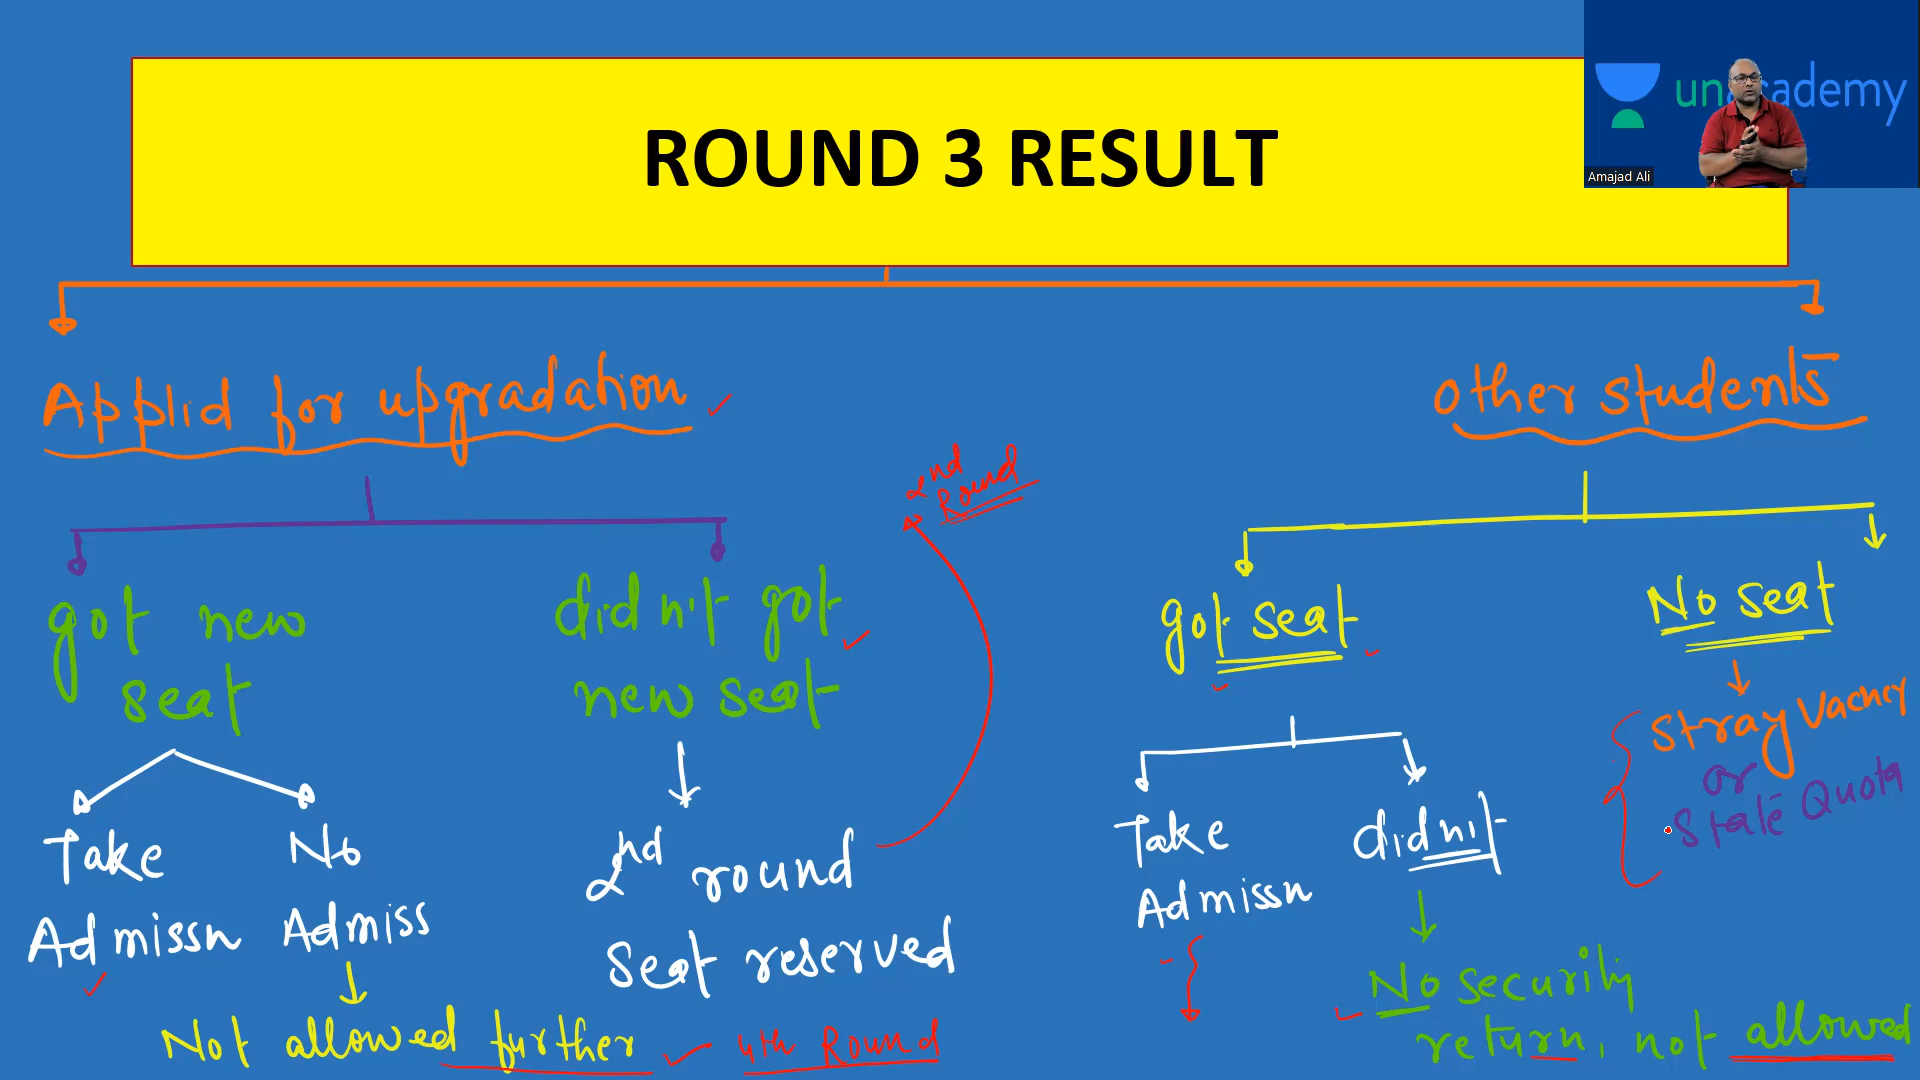 unacademy
Amajad Ali
ROUND 3 RESULT
Applid for upgradation
other students
2nd
Round
got new
seat
didn't got
new seat
got seat
No seat
Stray Vacncy
or
State Quota
Take
Admissn
No
Admiss
2nd round
Seat reserved
Take
Admissn
didn't
Not allowed further
4th Round
No security
return, not allowed